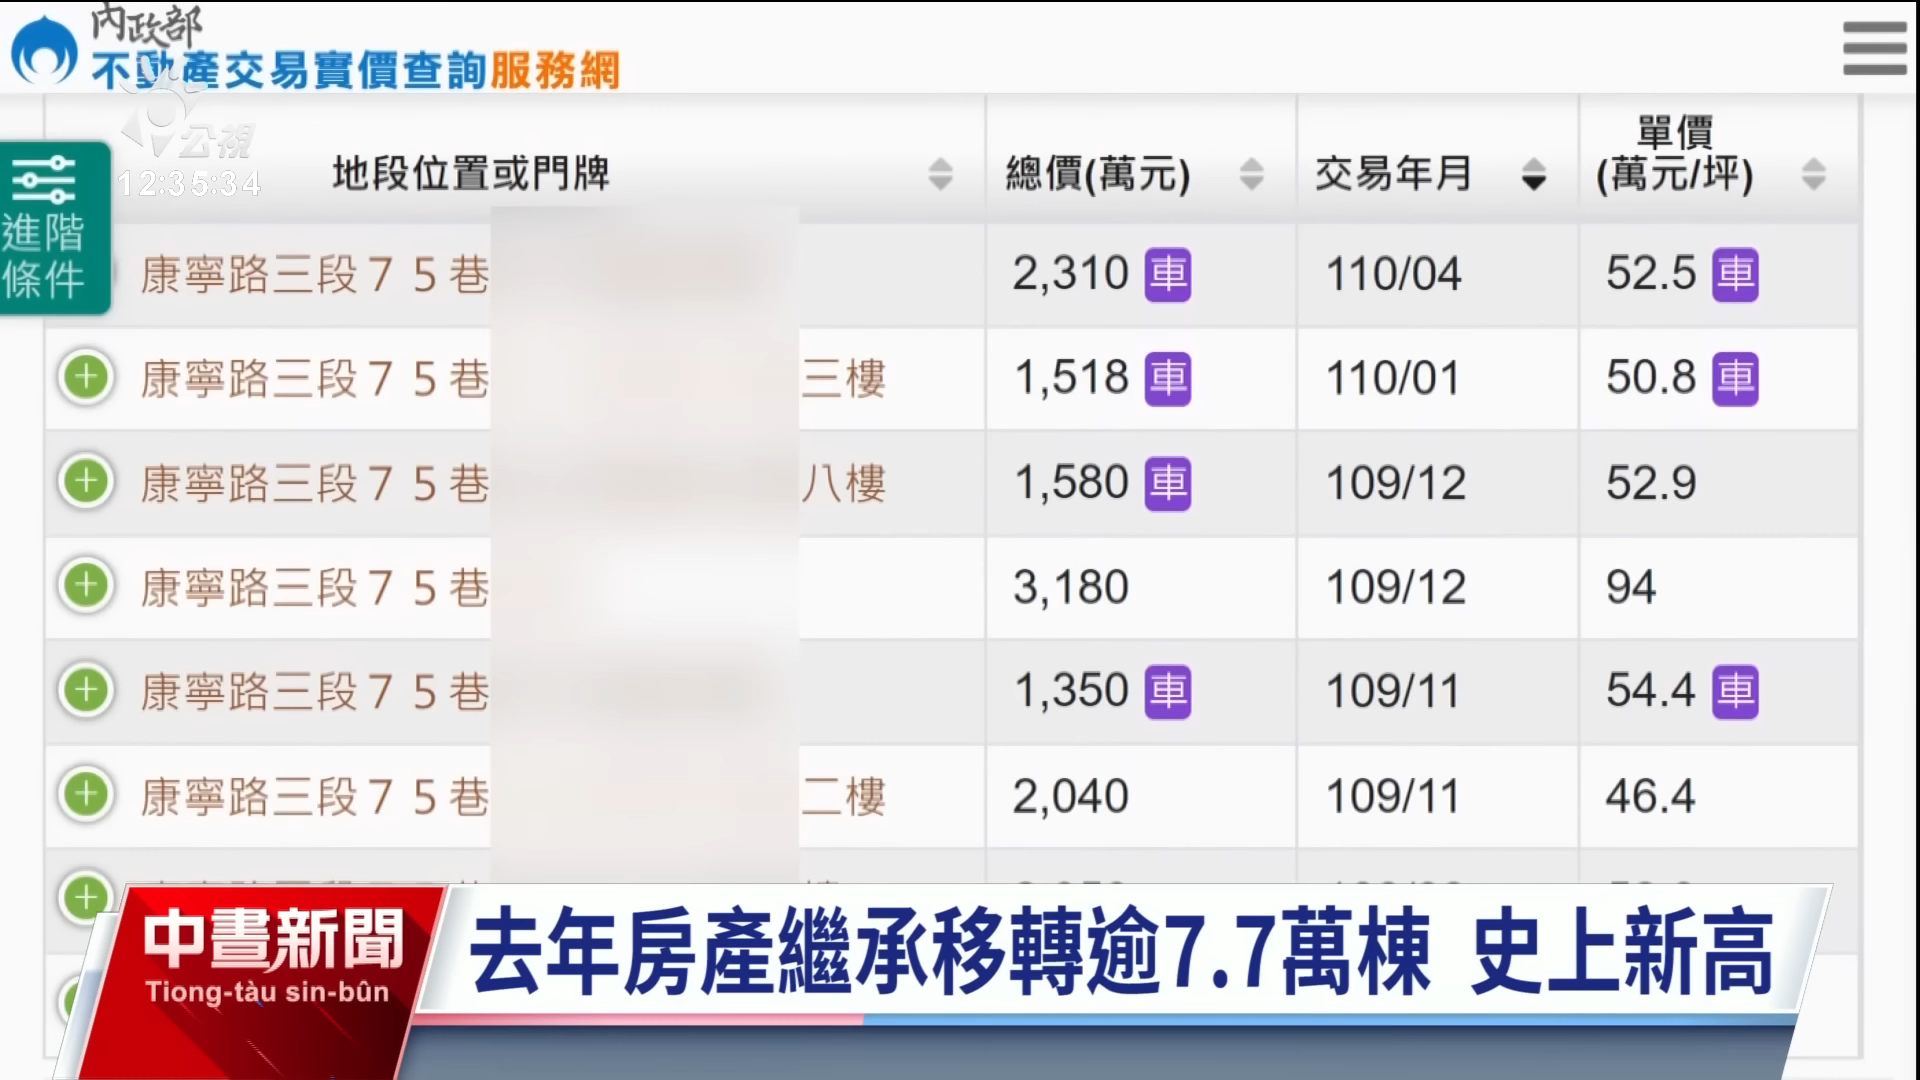 內政部
不動產交易實價查詢服務網
公視
12:35:34
進階
條件
地段位置或門牌 總價(萬元) 交易年月 單價(萬元/坪)
康寧路三段75巷 2,310 車 110/04 52.5 車
康寧路三段75巷 三樓 1,518 車 110/01 50.8 車
康寧路三段75巷 八樓 1,580 車 109/12 52.9
康寧路三段75巷 3,180 109/12 94
康寧路三段75巷 1,350 車 109/11 54.4 車
康寧路三段75巷 二樓 2,040 109/11 46.4
中晝新聞
Tiong-tàu sin-bûn
去年房產繼承移轉逾7.7萬棟 史上新高